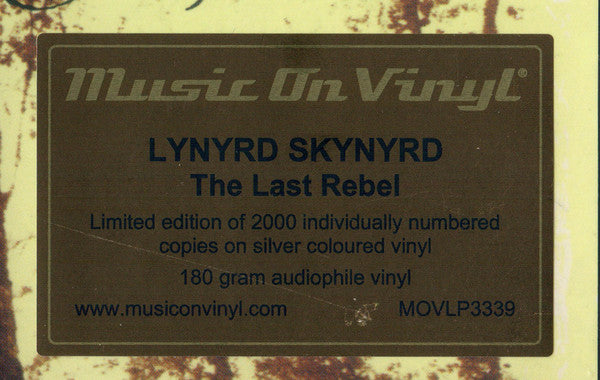 Music On Vinyl®
LYNYRD SKYNYRD
The Last Rebel
Limited edition of 2000 individually numbered
copies on silver coloured vinyl
180 gram audiophile vinyl
www.musiconvinyl.com MOVLP3339